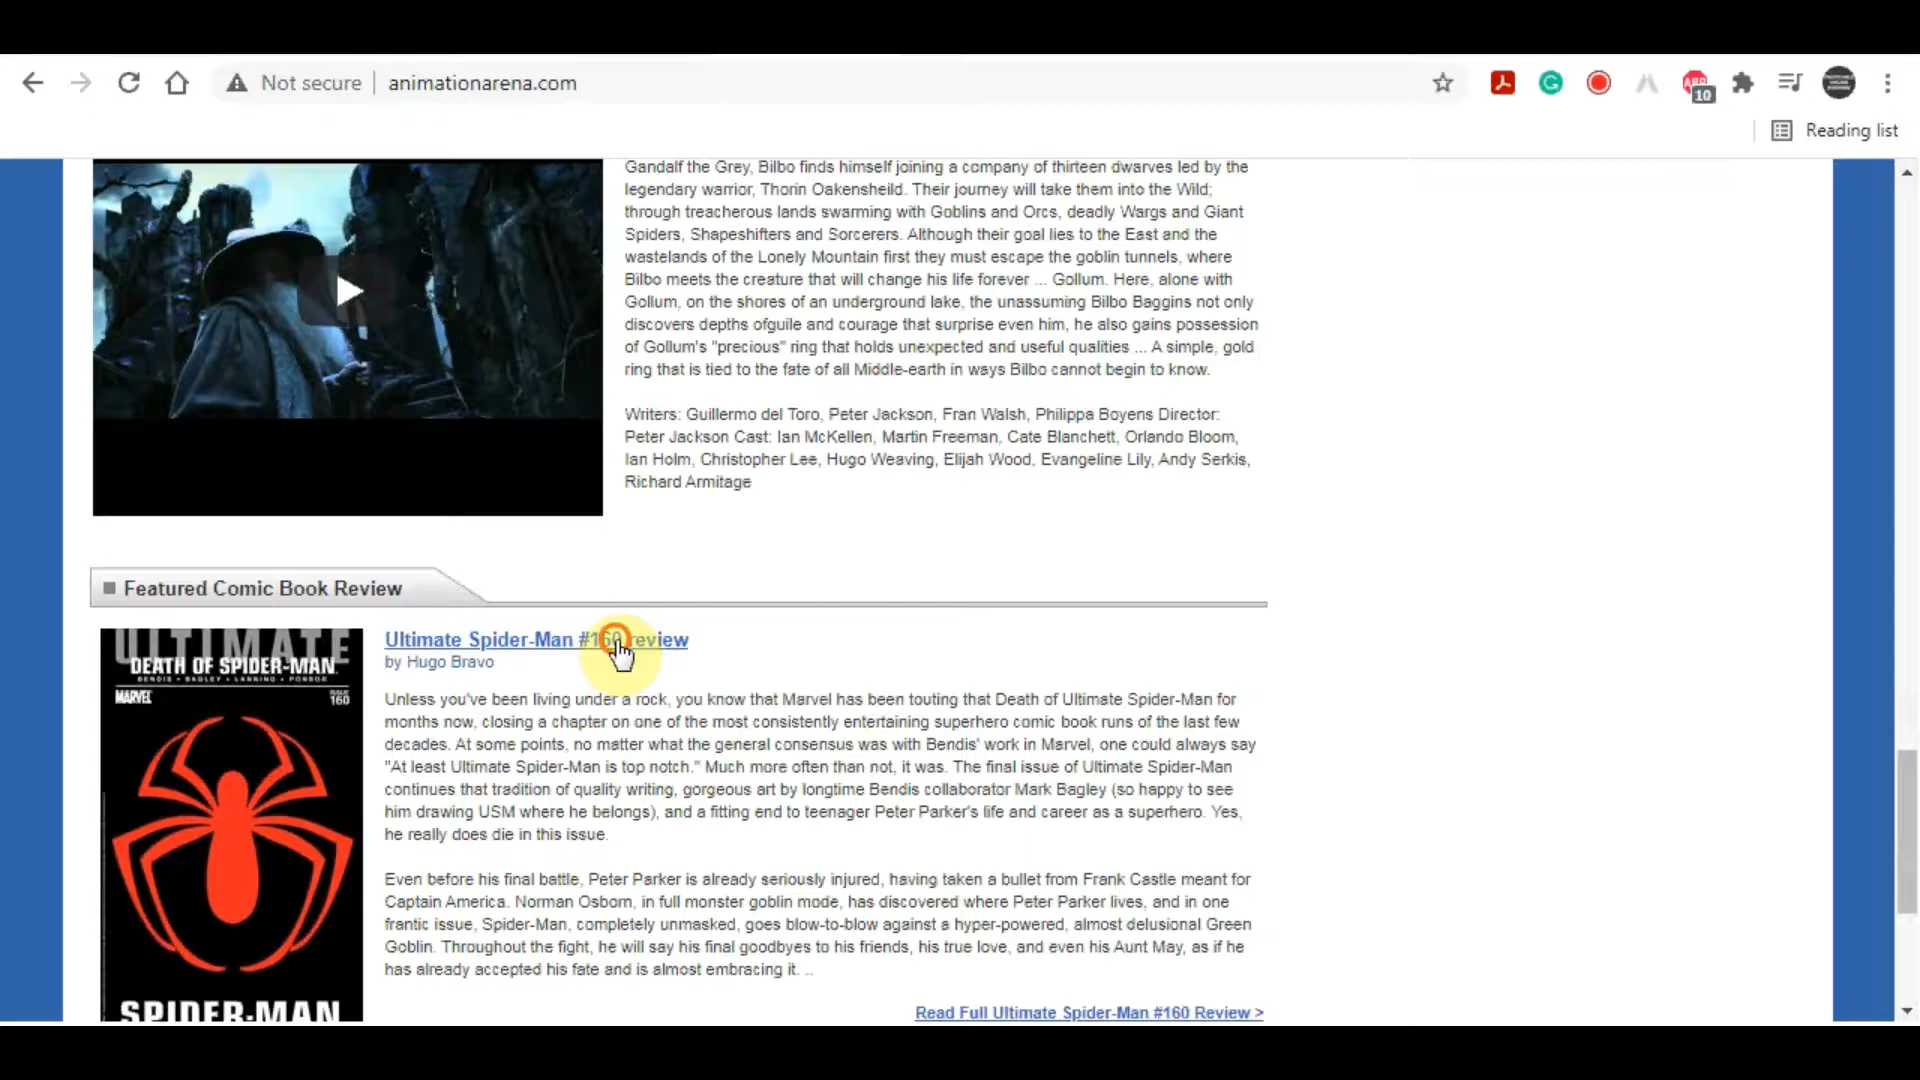 Not secure
animationarena.com
10
Reading list
Gandalf the Grey, Bilbo finds himself joining a company of thirteen dwarves led by the
legendary warrior, Thorin Oakensheild. Their journey will take them into the Wild;
through treacherous lands swarming with Goblins and Orcs, deadly Wargs and Giant
Spiders, Shapeshifters and Sorcerers. Although their goal lies to the East and the
wastelands of the Lonely Mountain first they must escape the goblin tunnels, where
Bilbo meets the creature that will change his life forever ... Gollum. Here, alone with
Gollum, on the shores of an underground lake, the unassuming Bilbo Baggins not only
discovers depths ofguile and courage that surprise even him, he also gains possession
of Gollum's "precious" ring that holds unexpected and useful qualities ... A simple, gold
ring that is tied to the fate of all Middle-earth in ways Bilbo cannot begin to know.
Writers: Guillermo del Toro, Peter Jackson, Fran Walsh, Philippa Boyens Director:
Peter Jackson Cast: Ian McKellen, Martin Freeman, Cate Blanchett, Orlando Bloom,
Ian Holm, Christopher Lee, Hugo Weaving, Elijah Wood, Evangeline Lily, Andy Serkis,
Richard Armitage
Featured Comic Book Review
ULTIMATE
DEATH OF SPIDER-MAN
BENDIS • BAGLEY • LANNING • PONSOR
MARVEL
ISSUE
160
SPIDER-MAN
Ultimate Spider-Man #160 review
by Hugo Bravo
Unless you've been living under a rock, you know that Marvel has been touting that Death of Ultimate Spider-Man for
months now, closing a chapter on one of the most consistently entertaining superhero comic book runs of the last few
decades. At some points, no matter what the general consensus was with Bendis' work in Marvel, one could always say
"At least Ultimate Spider-Man is top notch." Much more often than not, it was. The final issue of Ultimate Spider-Man
continues that tradition of quality writing, gorgeous art by longtime Bendis collaborator Mark Bagley (so happy to see
him drawing USM where he belongs), and a fitting end to teenager Peter Parker's life and career as a superhero. Yes,
he really does die in this issue.
Even before his final battle, Peter Parker is already seriously injured, having taken a bullet from Frank Castle meant for
Captain America. Norman Osborn, in full monster goblin mode, has discovered where Peter Parker lives, and in one
frantic issue, Spider-Man, completely unmasked, goes blow-to-blow against a hyper-powered, almost delusional Green
Goblin. Throughout the fight, he will say his final goodbyes to his friends, his true love, and even his Aunt May, as if he
has already accepted his fate and is almost embracing it. ..
Read Full Ultimate Spider-Man #160 Review >